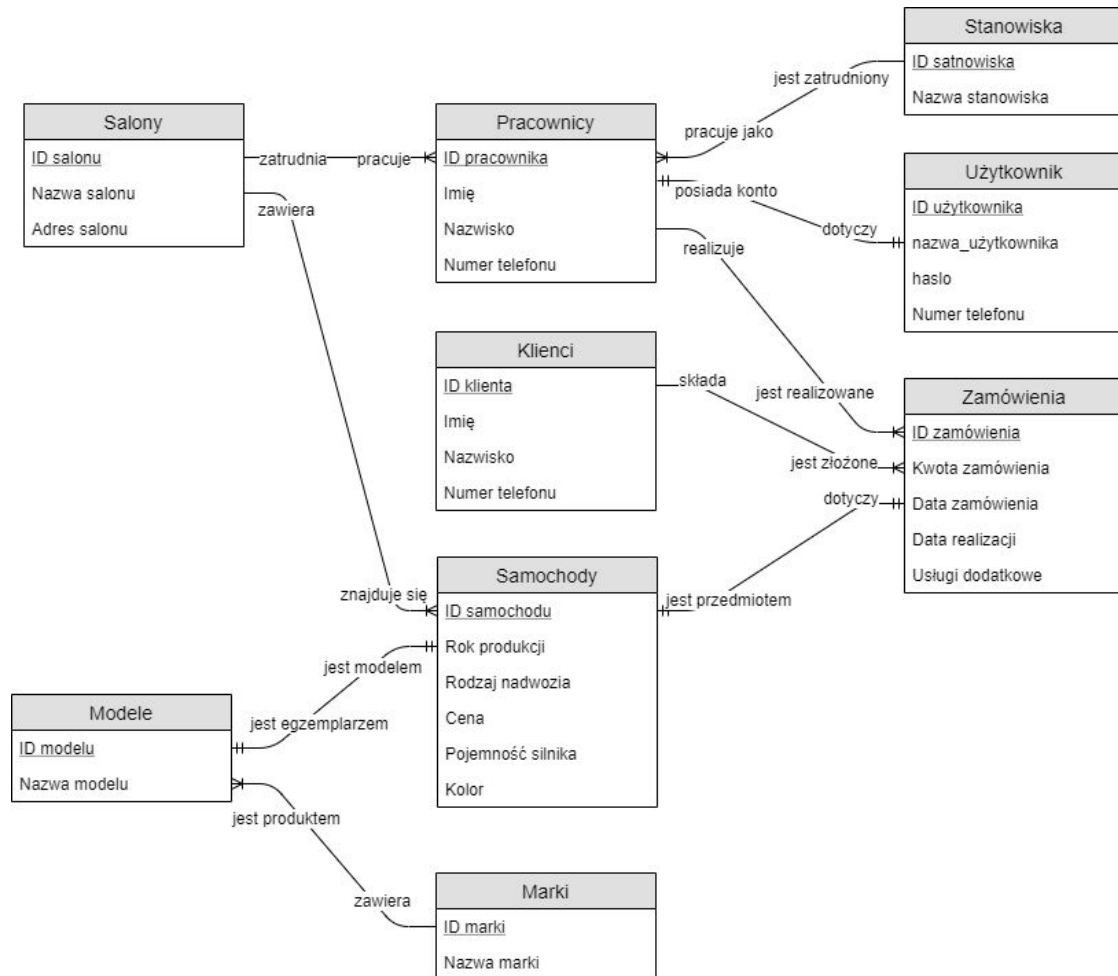 Stanowiska
ID satnowiska
Nazwa stanowiska
jest zatrudniony
pracuje jako
Salony
ID salonu
Nazwa salonu
Adres salonu
zatrudnia
pracuje
zawiera
Pracownicy
ID pracownika
Imię
Nazwisko
Numer telefonu
posiada konto
dotyczy
realizuje
Użytkownik
ID użytkownika
nazwa_użytkownika
haslo
Numer telefonu
Klienci
ID klienta
Imię
Nazwisko
Numer telefonu
składa
jest realizowane
jest złożone
dotyczy
Zamówienia
ID zamówienia
Kwota zamówienia
Data zamówienia
Data realizacji
Usługi dodatkowe
znajduje się
jest przedmiotem
Samochody
ID samochodu
Rok produkcji
Rodzaj nadwozia
Cena
Pojemność silnika
Kolor
jest modelem
jest egzemplarzem
Modele
ID modelu
Nazwa modelu
jest produktem
zawiera
Marki
ID marki
Nazwa marki